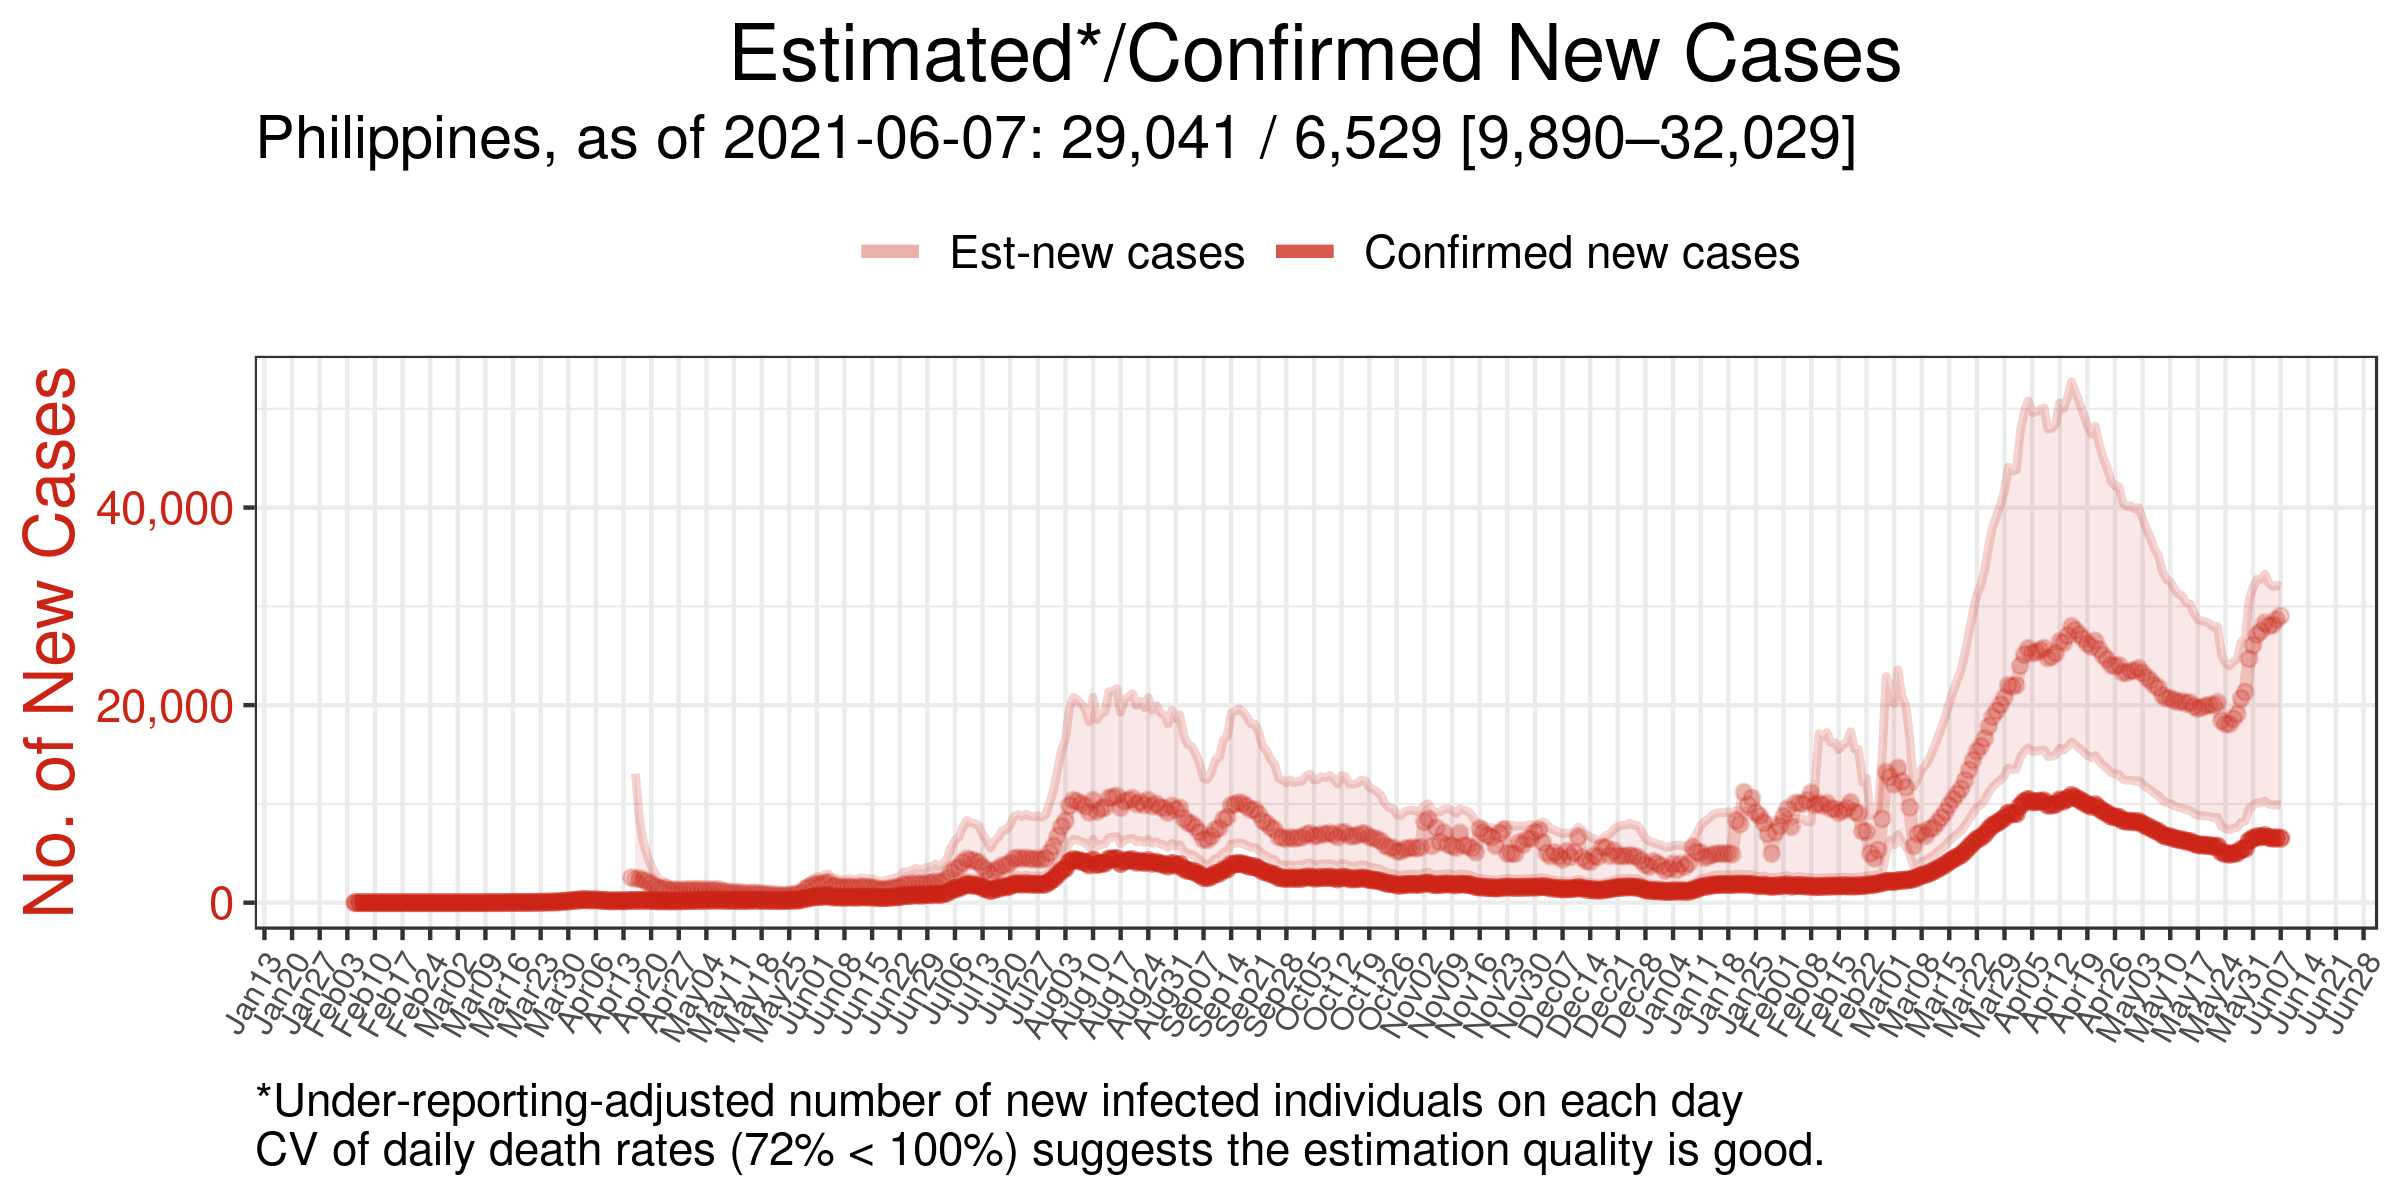 Estimated*/Confirmed New Cases
Philippines, as of 2021-06-07: 29,041 / 6,529 [9,890–32,029]
Est-new cases
Confirmed new cases
No. of New Cases
40,000
20,000
0
Jan13
Jan20
Jan27
Feb03
Feb10
Feb17
Feb24
Mar02
Mar09
Mar16
Mar23
Mar30
Apr06
Apr13
Apr20
Apr27
May04
May11
May18
May25
Jun01
Jun08
Jun15
Jun22
Jun29
Jul06
Jul13
Jul20
Jul27
Aug03
Aug10
Aug17
Aug24
Aug31
Sep07
Sep14
Sep21
Sep28
Oct05
Oct12
Oct19
Oct26
Nov02
Nov09
Nov16
Nov23
Nov30
Dec07
Dec14
Dec21
Dec28
Jan04
Jan11
Jan18
Jan25
Feb01
Feb08
Feb15
Feb22
Mar01
Mar08
Mar15
Mar22
Mar29
Apr05
Apr12
Apr19
Apr26
May03
May10
May17
May24
May31
Jun07
Jun14
Jun21
Jun28
*Under-reporting-adjusted number of new infected individuals on each day
CV of daily death rates (72% < 100%) suggests the estimation quality is good.